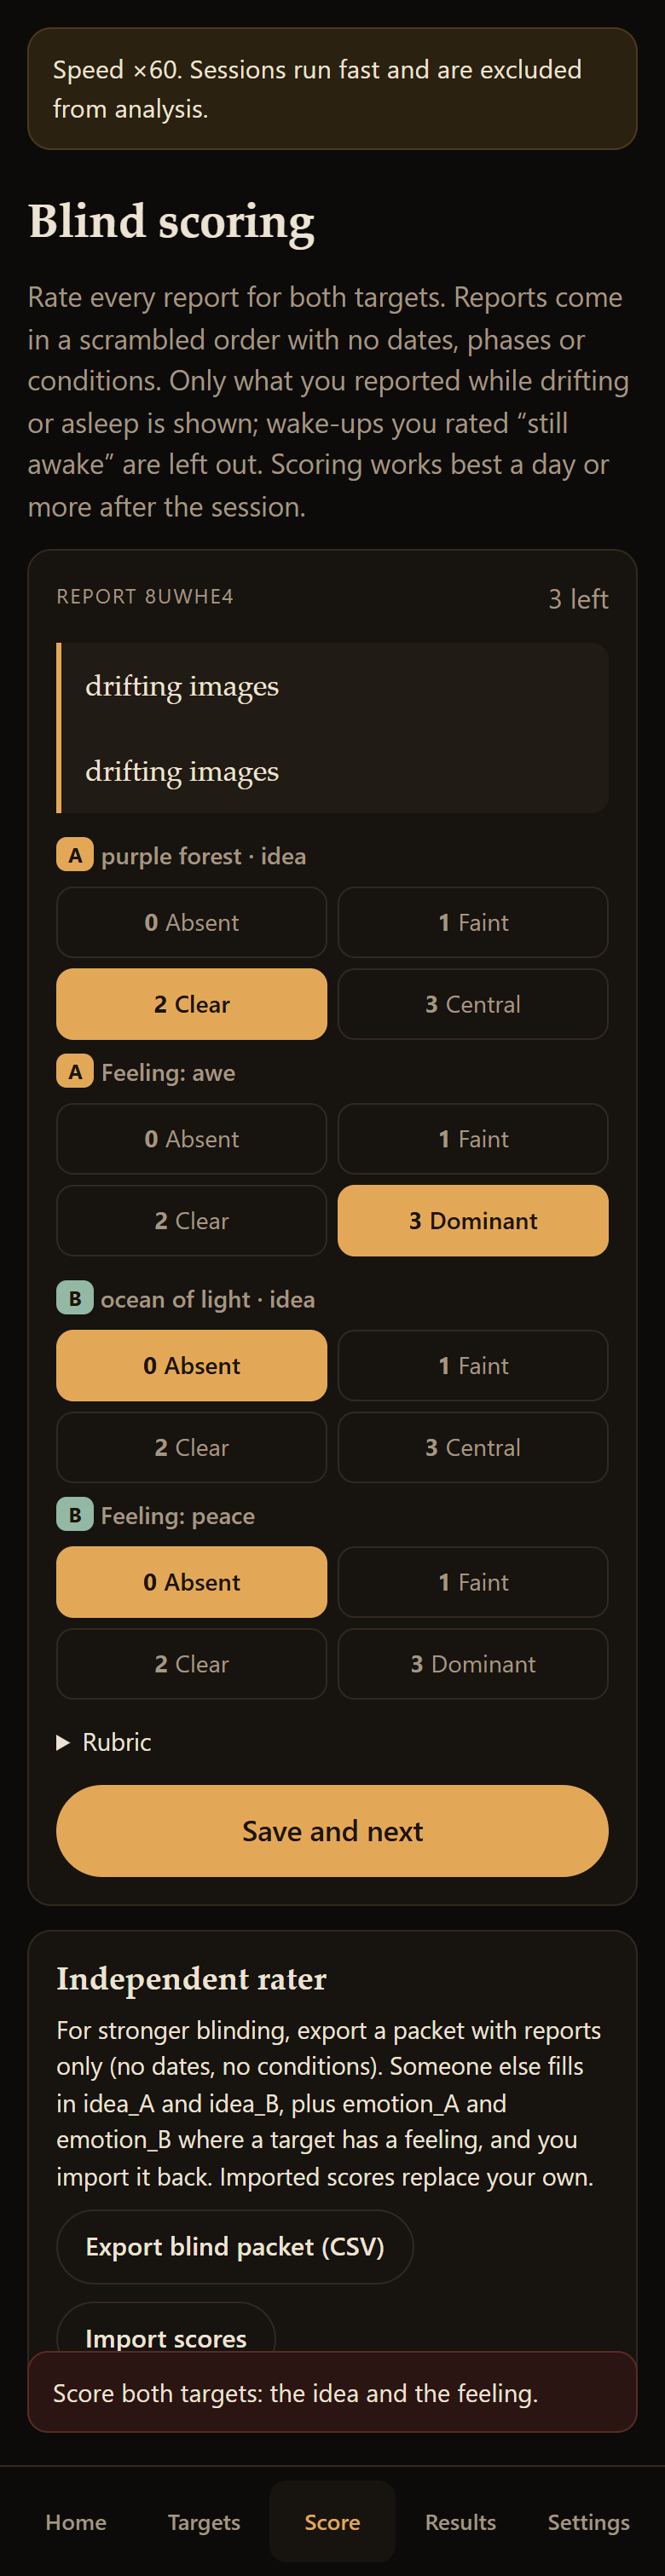 Speed ×60. Sessions run fast and are excluded
from analysis.
Blind scoring
Rate every report for both targets. Reports come
in a scrambled order with no dates, phases or
conditions. Only what you reported while drifting
or asleep is shown; wake-ups you rated “still
awake” are left out. Scoring works best a day or
more after the session.
REPORT 8UWHE4 3 left
drifting images
drifting images
A purple forest · idea
0 Absent 1 Faint
2 Clear 3 Central
A Feeling: awe
0 Absent 1 Faint
2 Clear 3 Dominant
B ocean of light · idea
0 Absent 1 Faint
2 Clear 3 Central
B Feeling: peace
0 Absent 1 Faint
2 Clear 3 Dominant
Rubric
Save and next
Independent rater
For stronger blinding, export a packet with reports
only (no dates, no conditions). Someone else fills
in idea_A and idea_B, plus emotion_A and
emotion_B where a target has a feeling, and you
import it back. Imported scores replace your own.
Export blind packet (CSV)
Import scores
Score both targets: the idea and the feeling.
Home Targets Score Results Settings